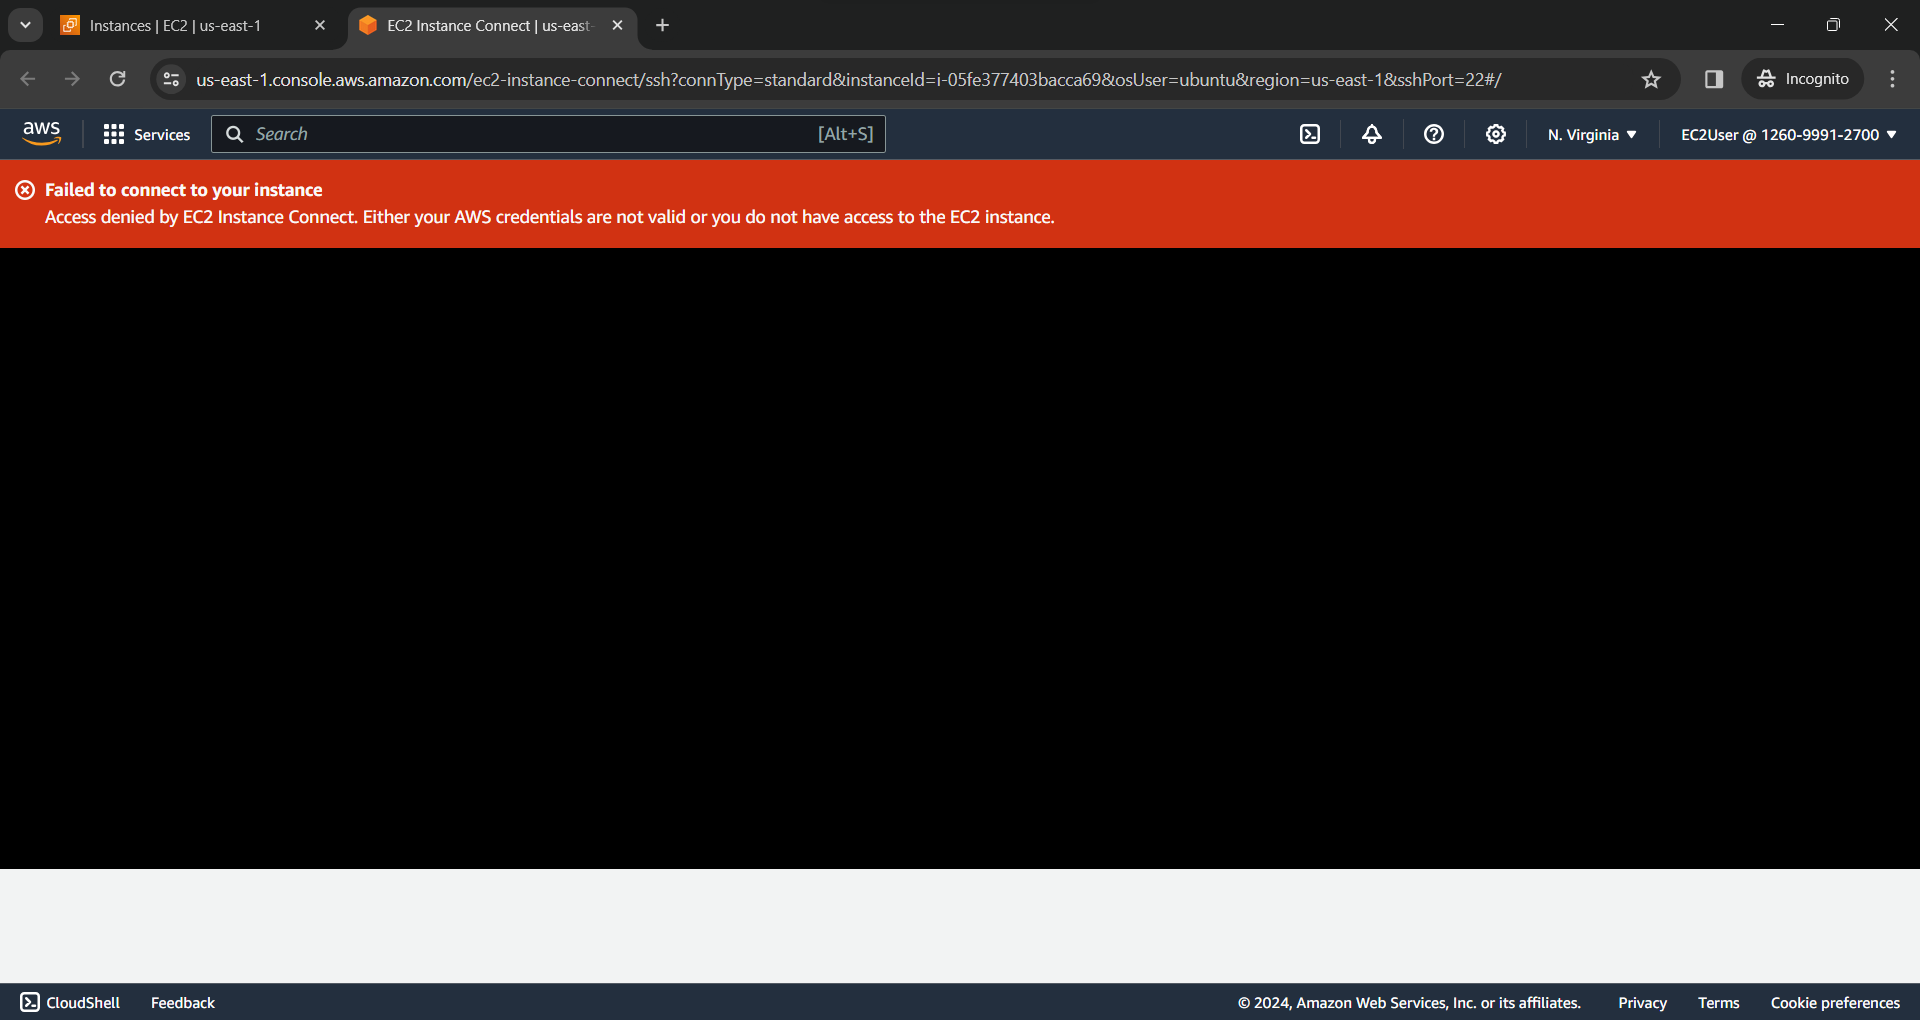 Instances | EC2 | us-east-1
EC2 Instance Connect | us-east-
us-east-1.console.aws.amazon.com/ec2-instance-connect/ssh?connType=standard&instanceId=i-05fe377403bacca69&osUser=ubuntu&region=us-east-1&sshPort=22#/
Incognito
aws
Services
Search
[Alt+S]
N. Virginia
EC2User @ 1260-9991-2700
Failed to connect to your instance
Access denied by EC2 Instance Connect. Either your AWS credentials are not valid or you do not have access to the EC2 instance.
CloudShell
Feedback
© 2024, Amazon Web Services, Inc. or its affiliates.
Privacy
Terms
Cookie preferences